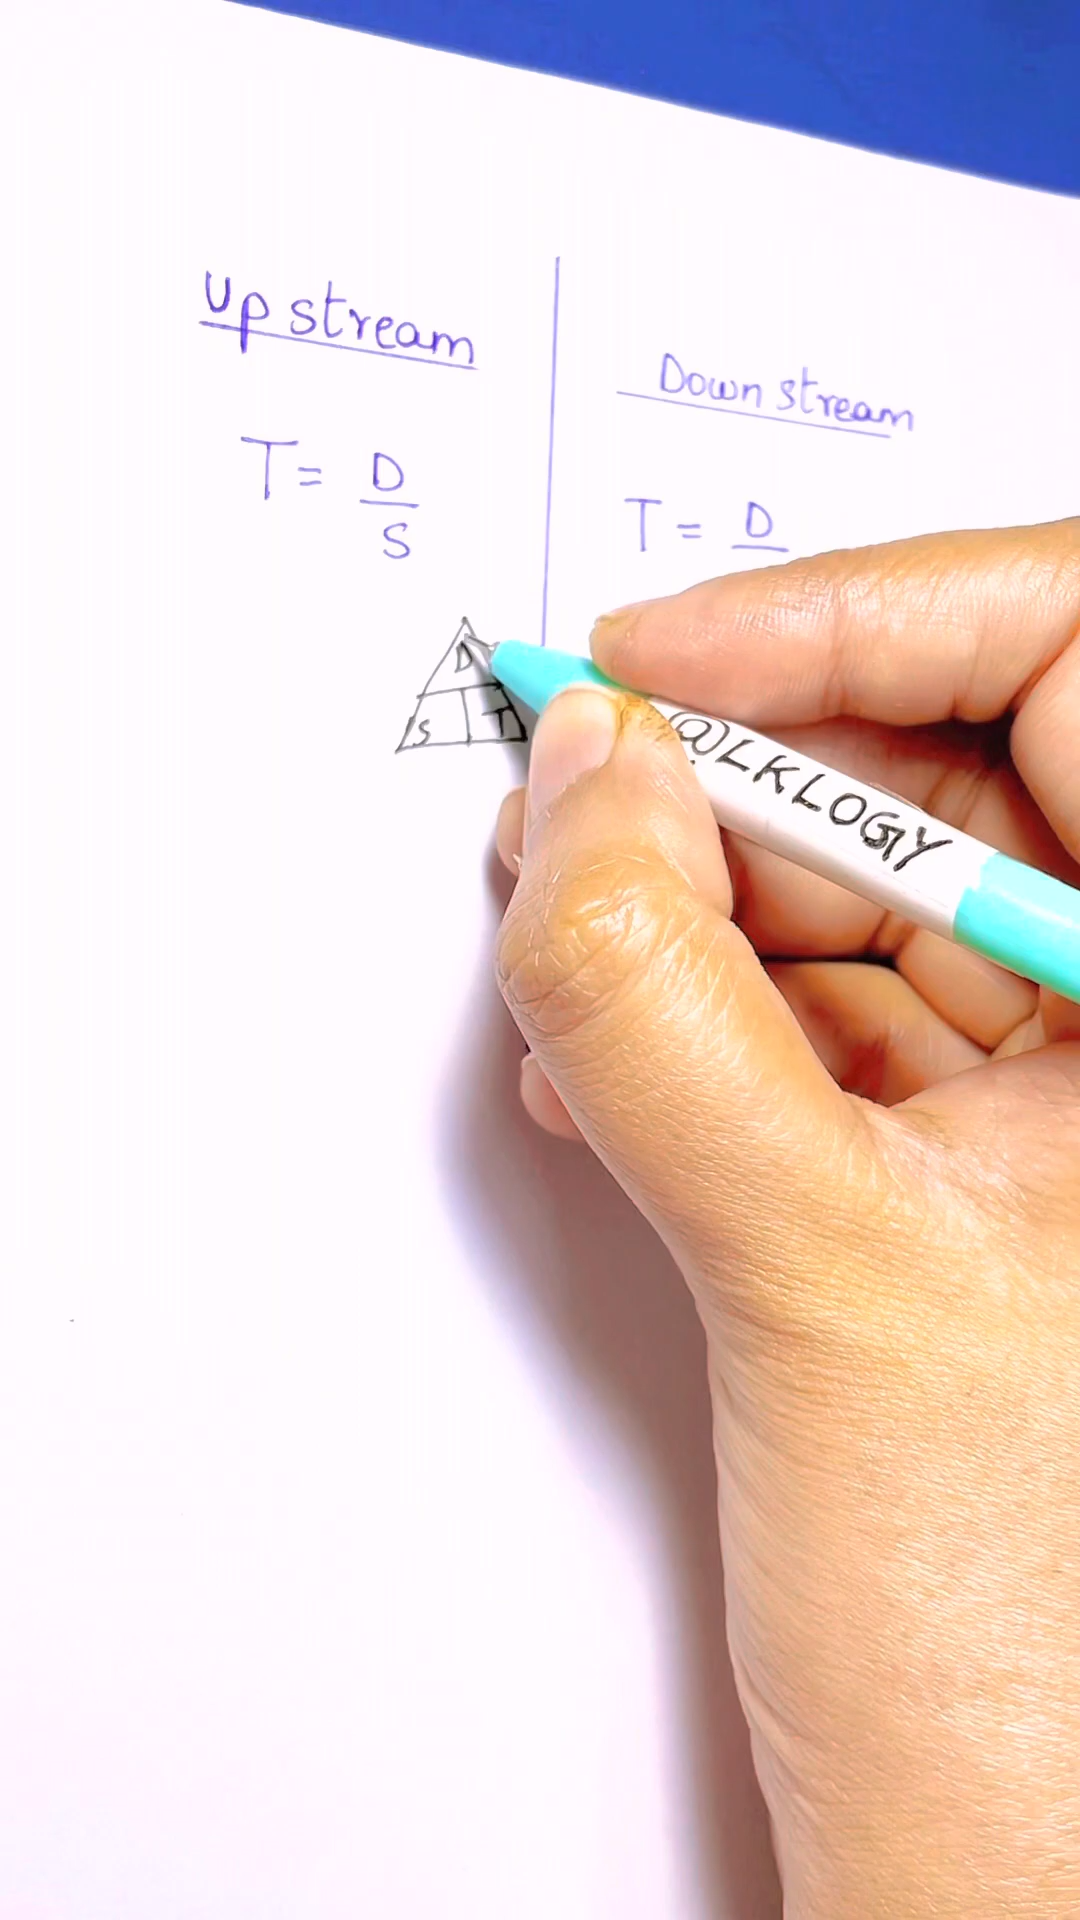 Up stream
T = D
S
Down stream
T = D
D
S T
@LKLOGY